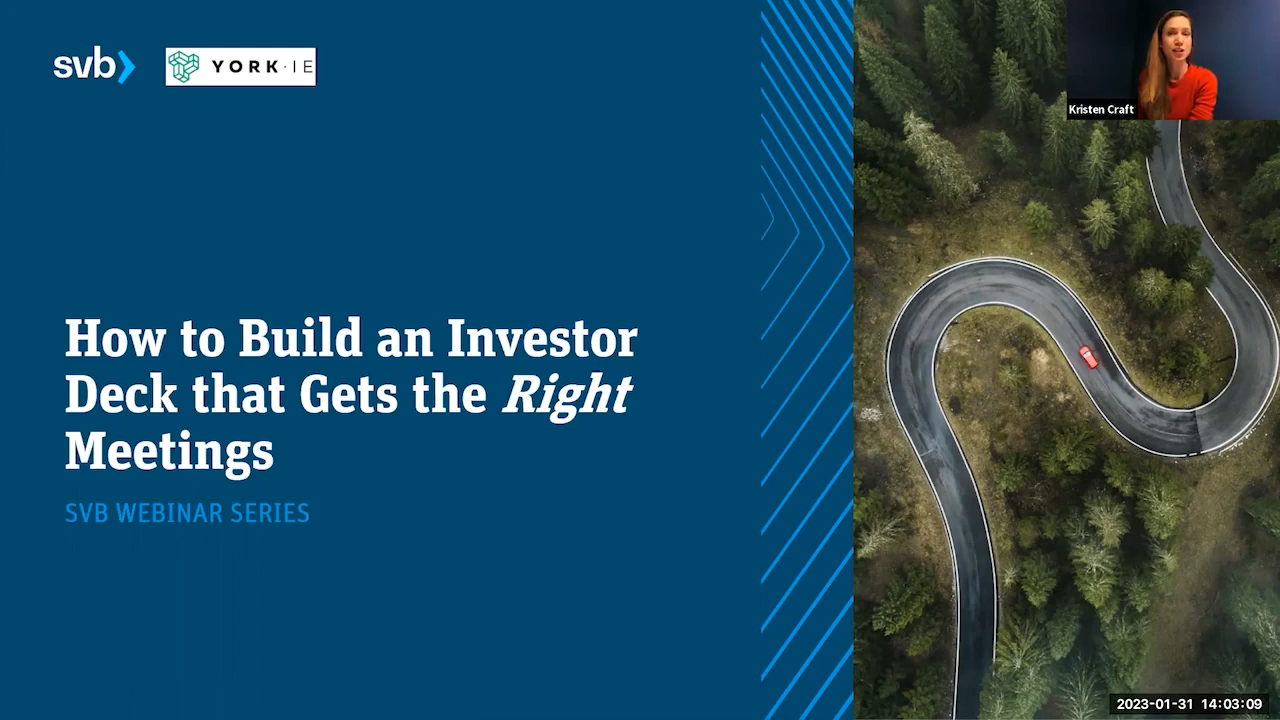 svb
YORK·IE
Kristen Craft
How to Build an Investor
Deck that Gets the Right
Meetings
SVB WEBINAR SERIES
2023-01-31 14:03:09